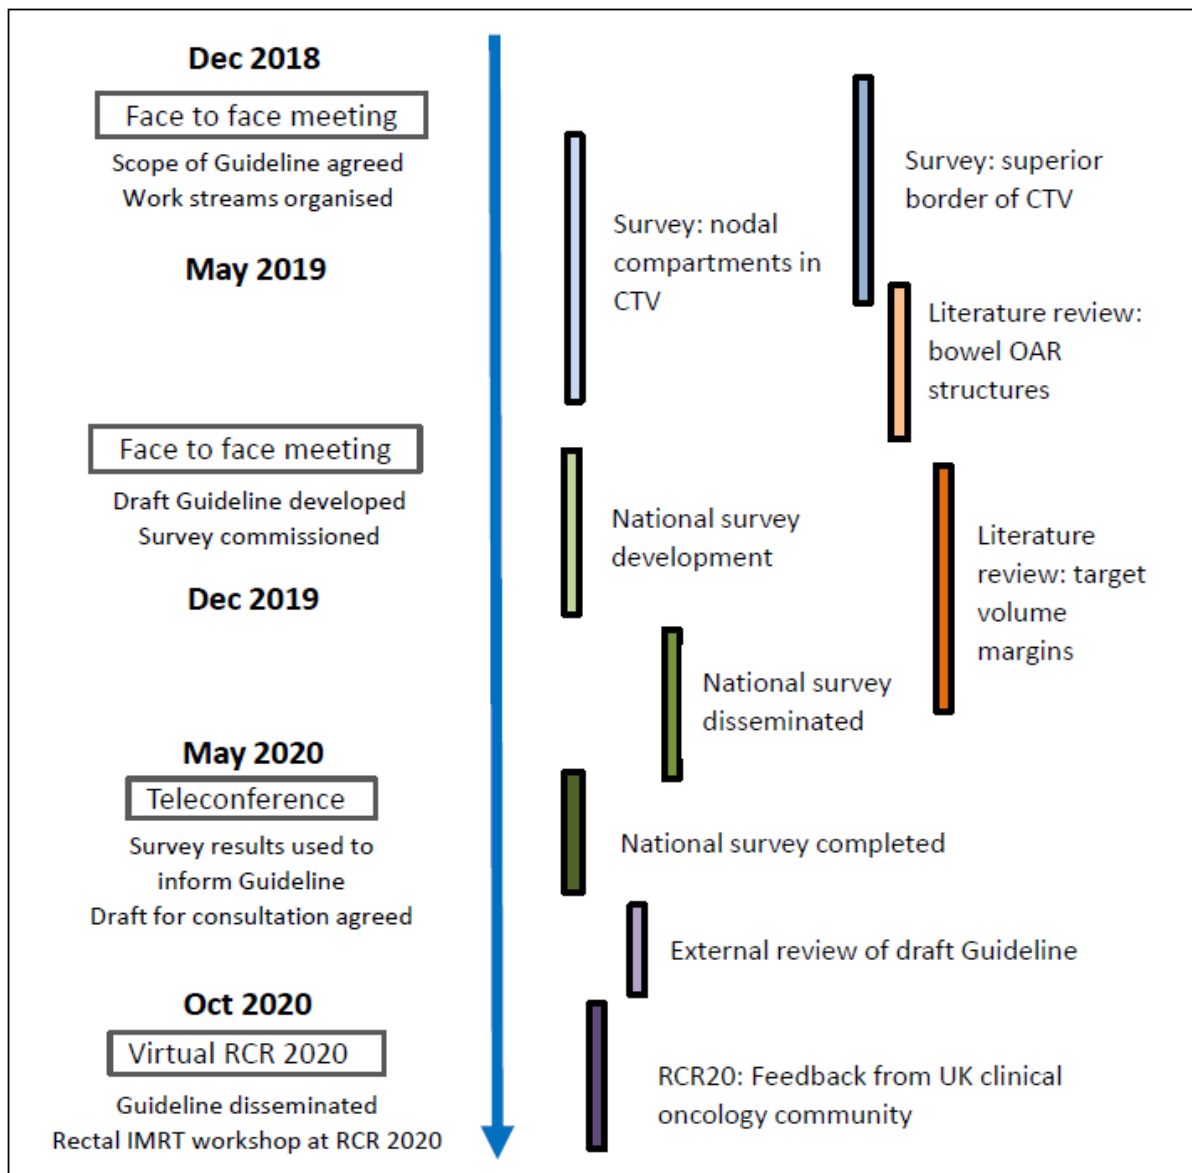 Dec 2018
Face to face meeting
Scope of Guideline agreed
Work streams organised
May 2019
Face to face meeting
Draft Guideline developed
Survey commissioned
Dec 2019
May 2020
Teleconference
Survey results used to
inform Guideline
Draft for consultation agreed
Oct 2020
Virtual RCR 2020
Guideline disseminated
Rectal IMRT workshop at RCR 2020
Survey: nodal
compartments in
CTV
National survey
development
National survey
disseminated
National survey completed
External review of draft Guideline
RCR20: Feedback from UK clinical
oncology community
Survey: superior
border of CTV
Literature review:
bowel OAR
structures
Literature
review: target
volume
margins